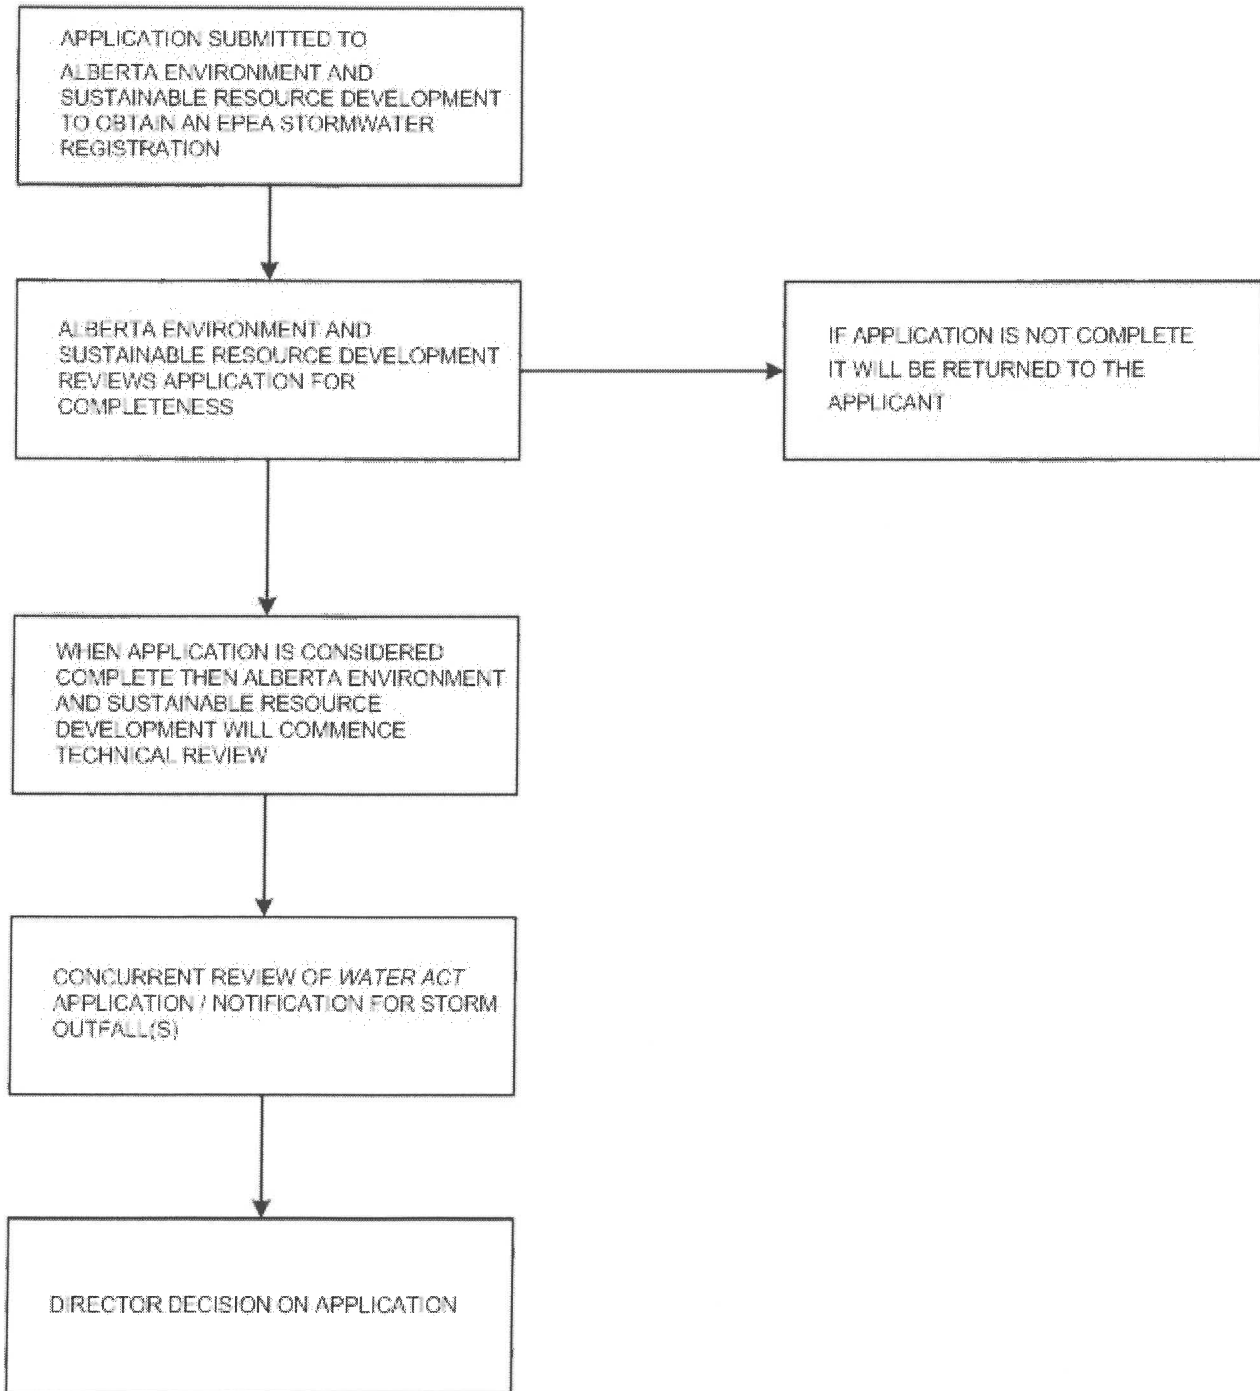 APPLICATION SUBMITTED TO
ALBERTA ENVIRONMENT AND
SUSTAINABLE RESOURCE DEVELOPMENT
TO OBTAIN AN EPEA STORMWATER
REGISTRATION
ALBERTA ENVIRONMENT AND
SUSTAINABLE RESOURCE DEVELOPMENT
REVIEWS APPLICATION FOR
COMPLETENESS
IF APPLICATION IS NOT COMPLETE
IT WILL BE RETURNED TO THE
APPLICANT
WHEN APPLICATION IS CONSIDERED
COMPLETE THEN ALBERTA ENVIRONMENT
AND SUSTAINABLE RESOURCE
DEVELOPMENT WILL COMMENCE
TECHNICAL REVIEW
CONCURRENT REVIEW OF WATER ACT
APPLICATION / NOTIFICATION FOR STORM
OUTFALL(S)
DIRECTOR DECISION ON APPLICATION